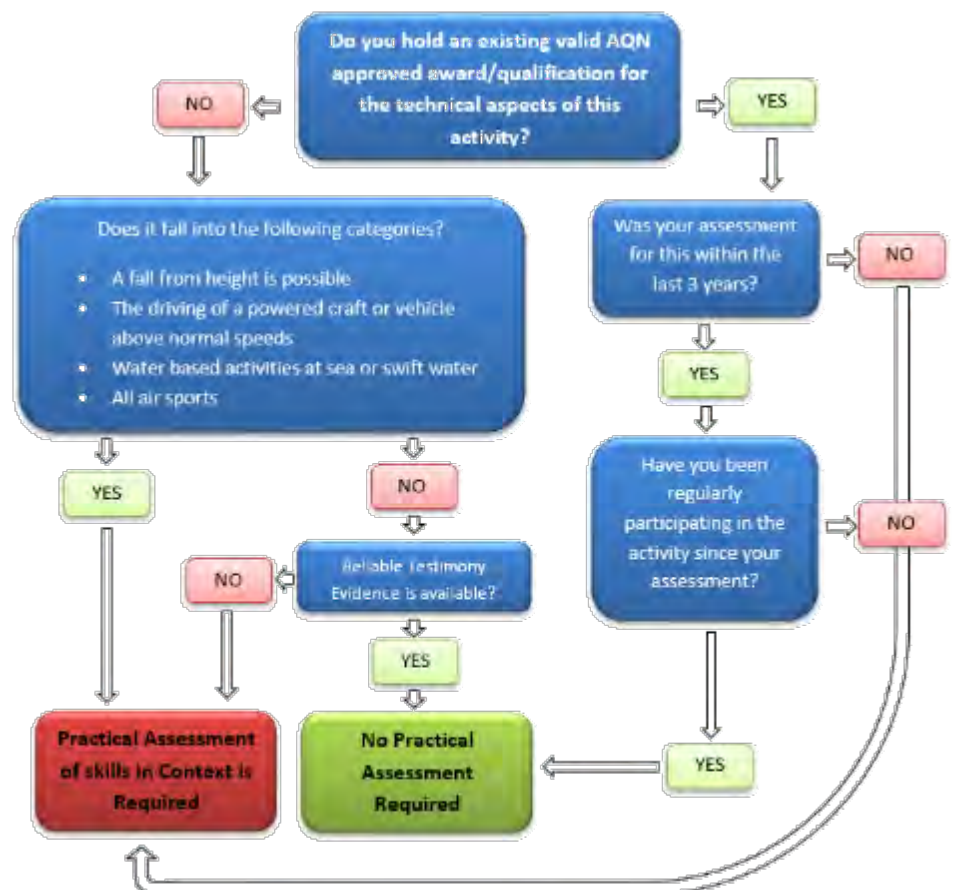 Do you hold an existing valid AQN
approved award/qualification for
the technical aspects of this
activity?
NO
YES
Does it fall into the following categories?
• A fall from height is possible
• The driving of a powered craft or vehicle
above normal speeds
• Water based activities at sea or swift water
• All air sports
Was your assessment
for this within the
last 3 years?
NO
YES
YES
NO
Have you been
regularly
participating in the
activity since your
assessment?
NO
NO
Reliable Testimony
Evidence is available?
YES
Practical Assessment
of skills in Context is
Required
No Practical
Assessment
Required
YES